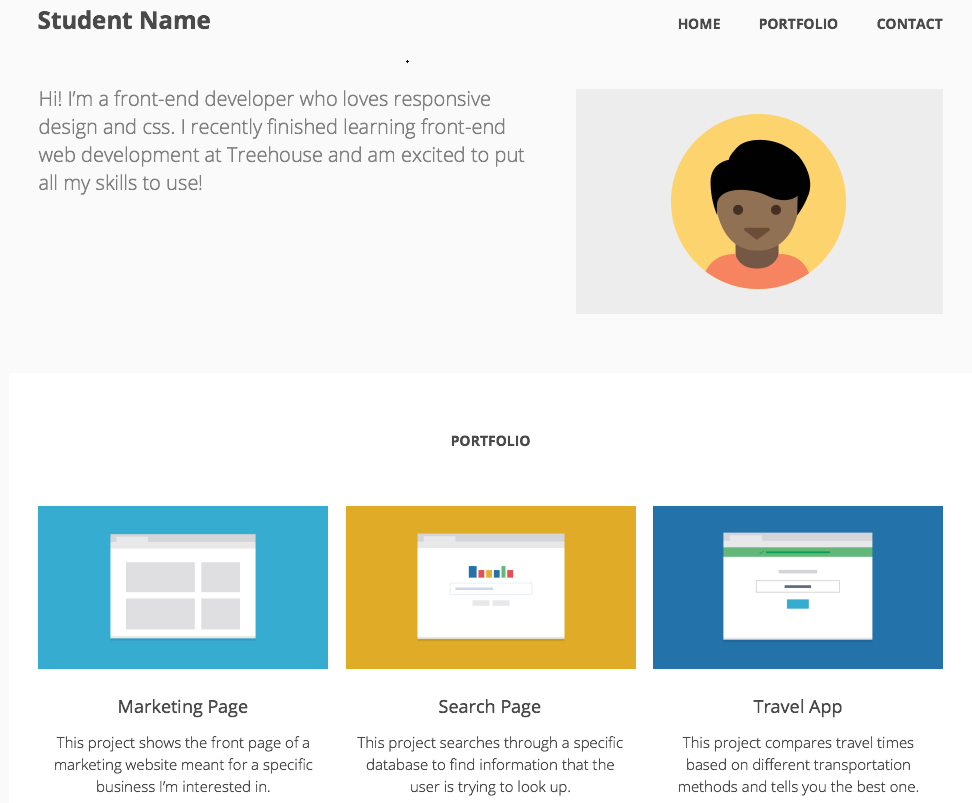 Student Name
HOME PORTFOLIO CONTACT
Hi! I'm a front-end developer who loves responsive
design and css. I recently finished learning front-end
web development at Treehouse and am excited to put
all my skills to use!
PORTFOLIO
Marketing Page
This project shows the front page of a
marketing website meant for a specific
business I'm interested in.
Search Page
This project searches through a specific
database to find information that the
user is trying to look up.
Travel App
This project compares travel times
based on different transportation
methods and tells you the best one.